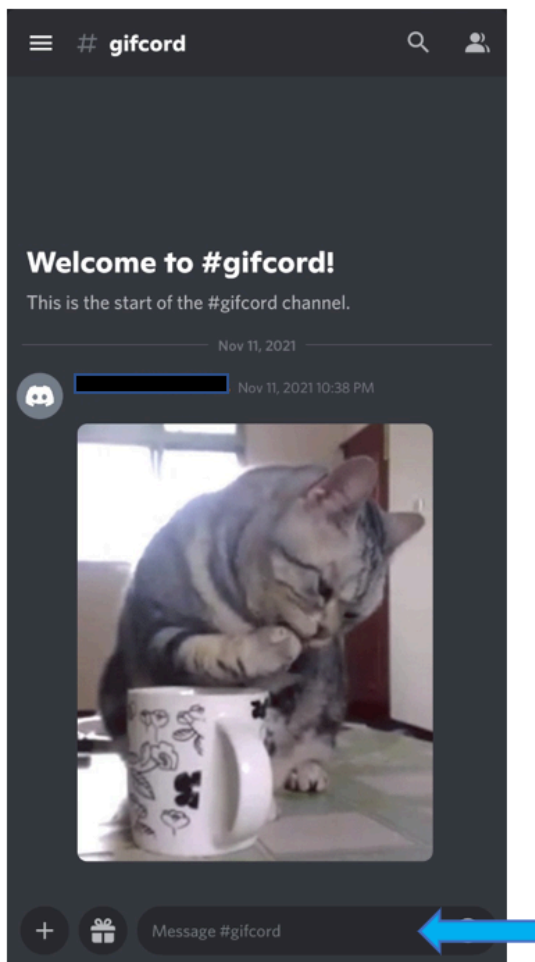 # gifcord
Welcome to #gifcord!
This is the start of the #gifcord channel.
Nov 11, 2021
Nov 11, 2021 10:38 PM
Message #gifcord